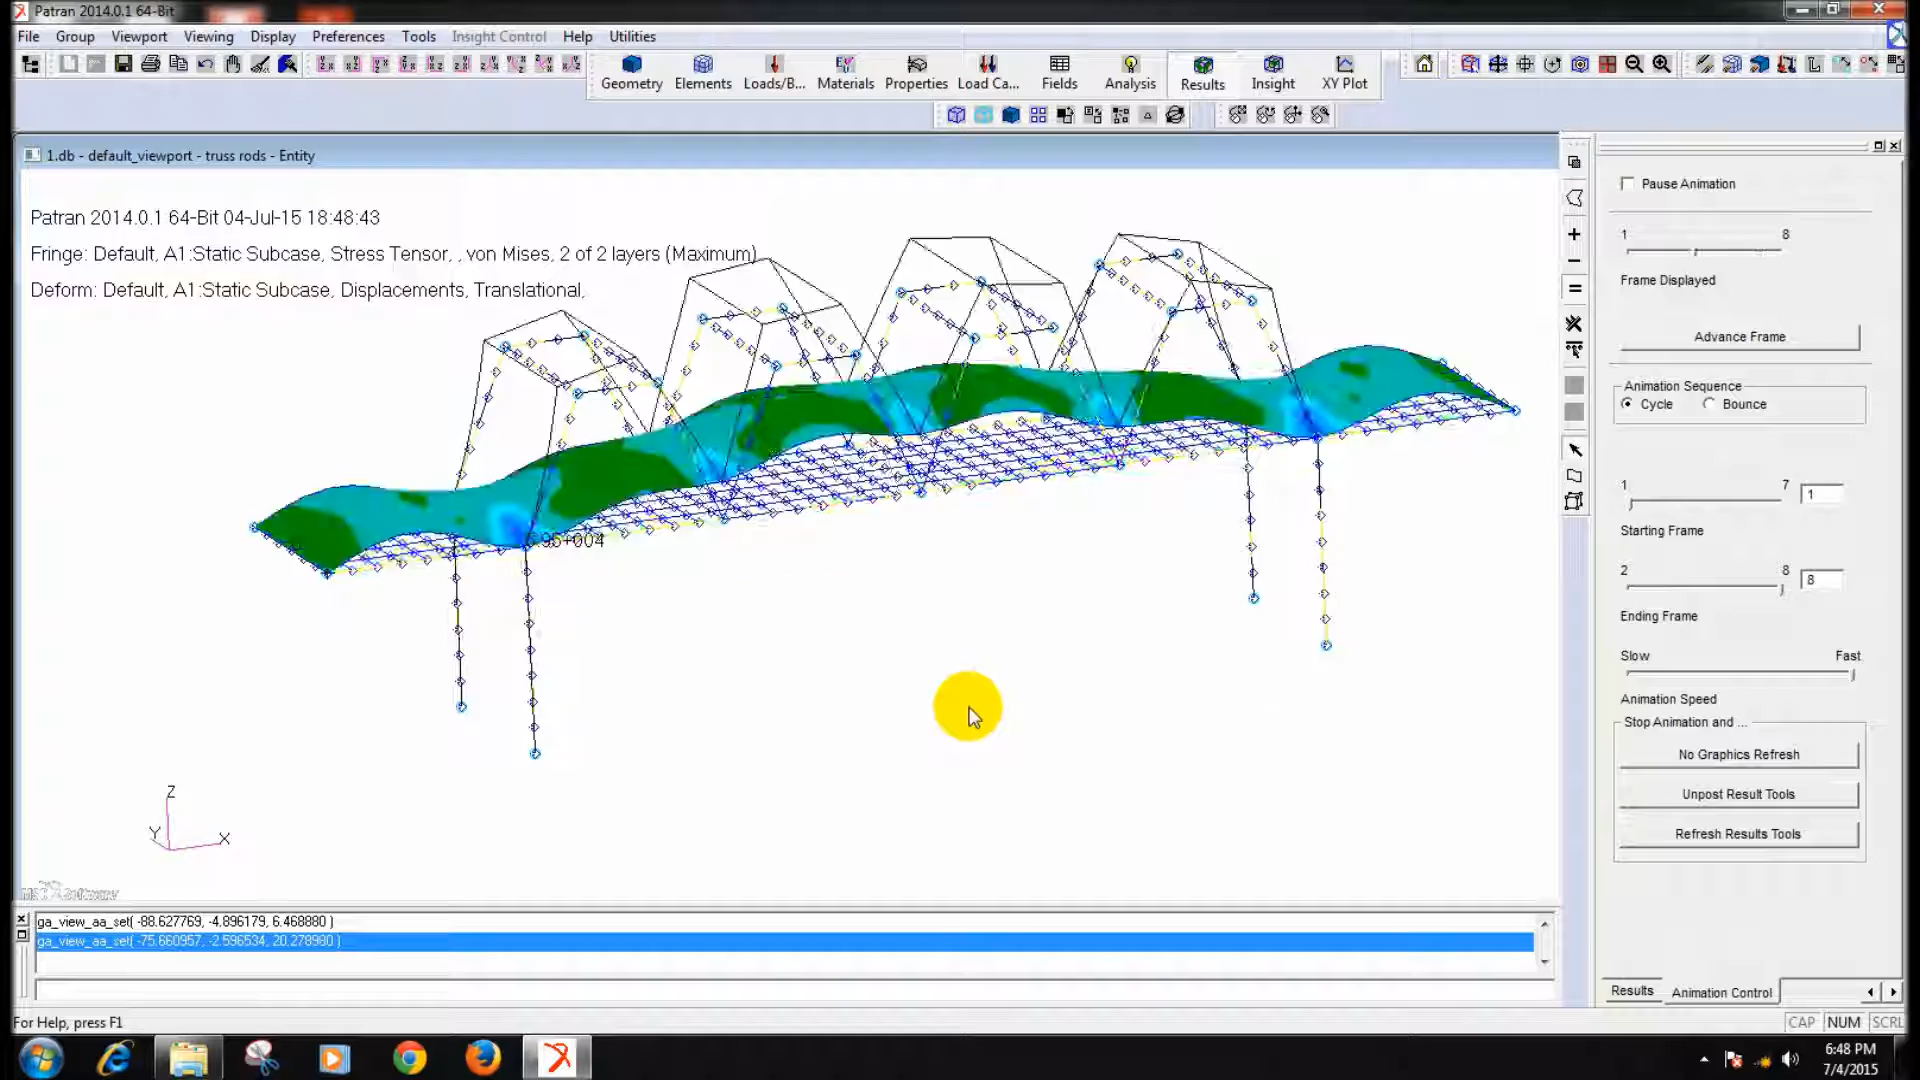 Patran 2014.0.1 64-Bit
File Group Viewport Viewing Display Preferences Tools Insight Control Help Utilities
Geometry Elements Loads/B... Materials Properties Load Ca... Fields Analysis Results Insight XY Plot
1.db - default_viewport - truss rods - Entity
Patran 2014.0.1 64-Bit 04-Jul-15 18:48:43
Fringe: Default, A1:Static Subcase, Stress Tensor, , von Mises, 2 of 2 layers (Maximum)
Deform: Default, A1:Static Subcase, Displacements, Translational,
Z
Y
X
Pause Animation
1 8
Frame Displayed
Advance Frame
Animation Sequence
Cycle Bounce
1 7 1
Starting Frame
2 8 8
Ending Frame
Slow Fast
Animation Speed
Stop Animation and ...
No Graphics Refresh
Unpost Result Tools
Refresh Results Tools
Results Animation Control
ga_view_aa_set( -88.627769, -4.896179, 6.468880 )
ga_view_aa_set( -75.660957, -2.596534, 20.278980 )
For Help, press F1
CAP NUM SCRL
6:48 PM
7/4/2015